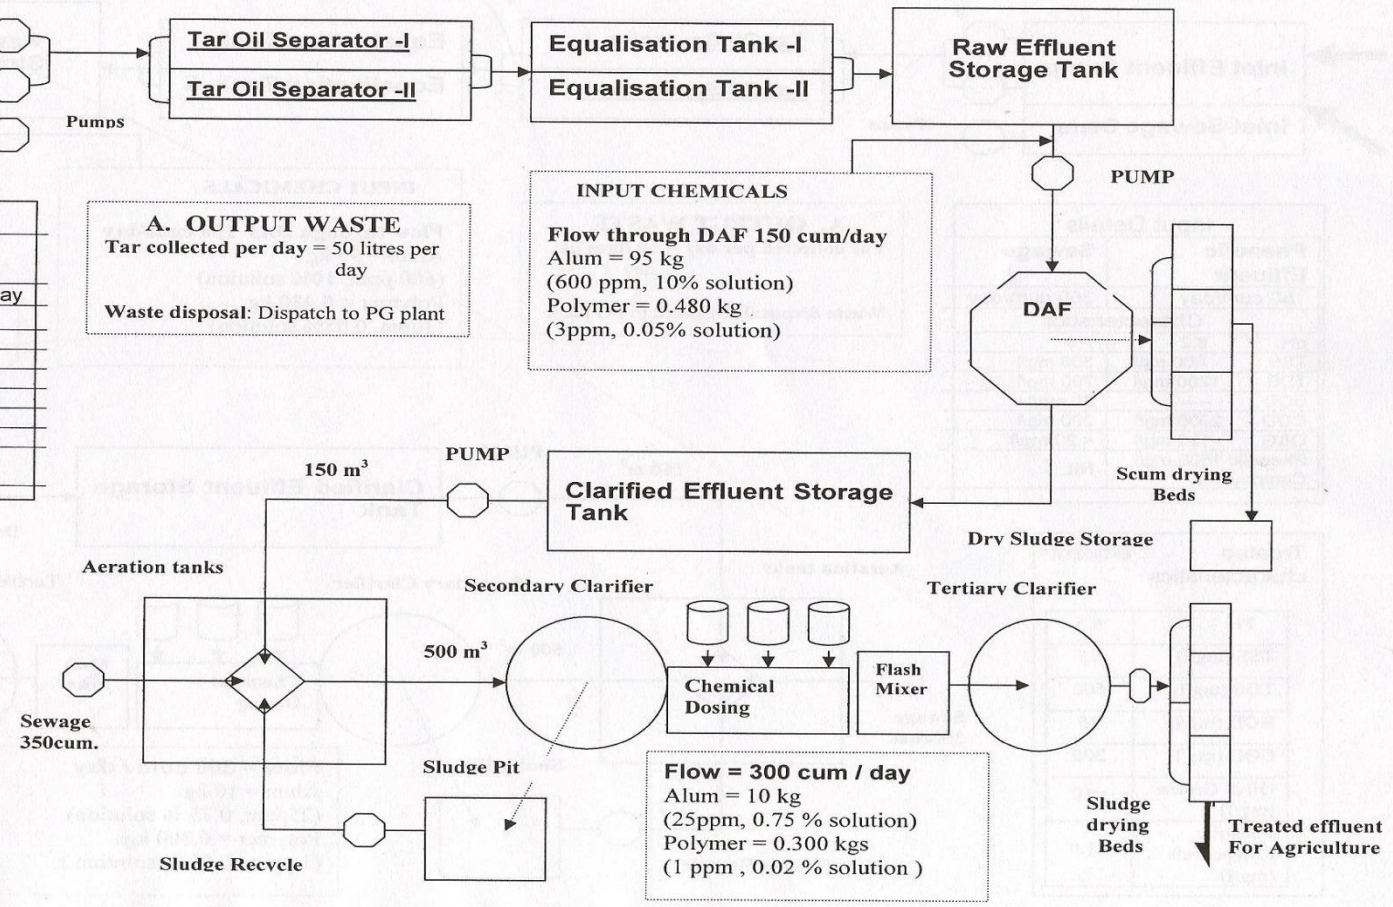 Tar Oil Separator -I
Tar Oil Separator -II
Equalisation Tank -I
Equalisation Tank -II
Raw Effluent
Storage Tank
Pumps
PUMP
A. OUTPUT WASTE
Tar collected per day = 50 litres per
day
Waste disposal: Dispatch to PG plant
INPUT CHEMICALS
Flow through DAF 150 cum/day
Alum = 95 kg
(600 ppm, 10% solution)
Polymer = 0.480 kg
(3ppm, 0.05% solution)
ay
DAF
Scum drying
Beds
150 m³
PUMP
Clarified Effluent Storage
Tank
Dry Sludge Storage
Aeration tanks
Secondary Clarifier
Tertiary Clarifier
500 m³
Chemical
Dosing
Flash
Mixer
Sewage
350cum.
Sludge Pit
Sludge Recycle
Flow = 300 cum / day
Alum = 10 kg
(25ppm, 0.75 % solution)
Polymer = 0.300 kgs
(1 ppm , 0.02 % solution )
Sludge
drying
Beds
Treated effluent
For Agriculture